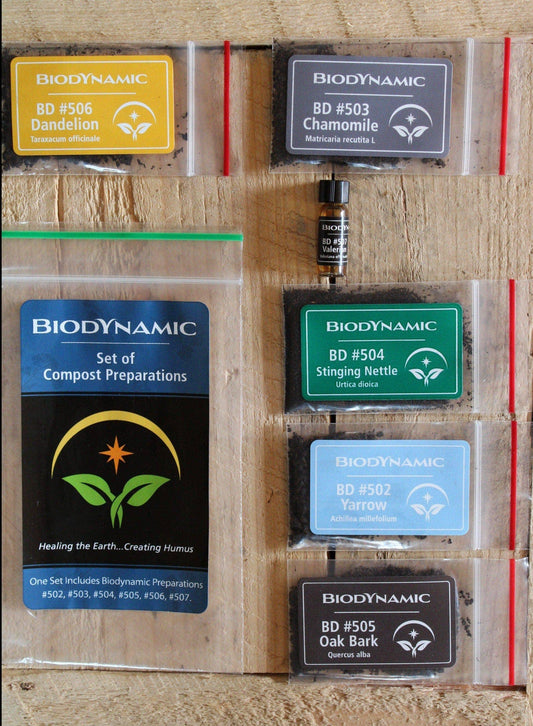 BIODYNAMIC
BD #506
Dandelion
Taraxacum officinale
BIODYNAMIC
BD #503
Chamomile
Matricaria recutita L
BD #507
BIODYNAMIC
Set of
Compost Preparations
Healing the Earth...Creating Humus
One Set Includes Biodynamic Preparations
#502, #503, #504, #505, #506, #507.
BIODYNAMIC
BD #504
Stinging Nettle
Urtica dioica
BIODYNAMIC
BD #502
Yarrow
Achillea millefolium
BIODYNAMIC
BD #505
Oak Bark
Quercus alba